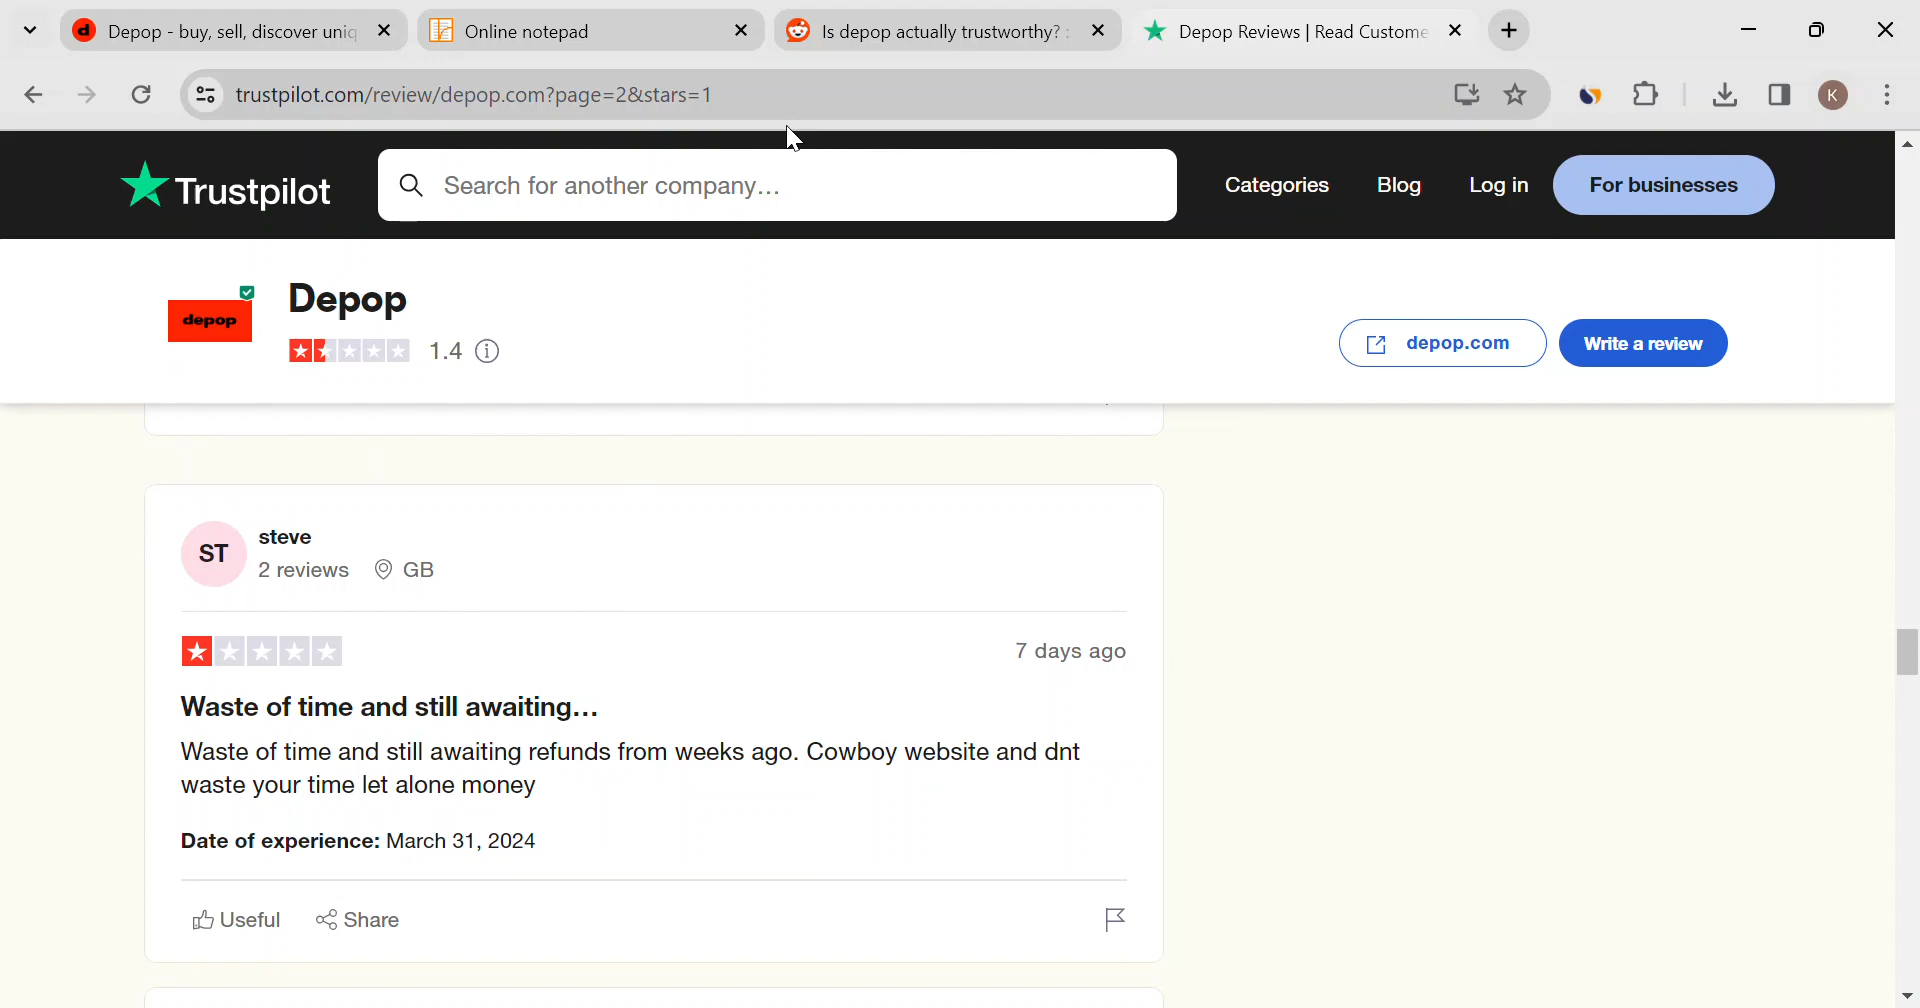 Depop - buy, sell, discover uniq
Online notepad
Is depop actually trustworthy? :
Depop Reviews | Read Custome
trustpilot.com/review/depop.com?page=2&stars=1
K
Trustpilot
Search for another company...
Categories
Blog
Log in
For businesses
depop
Depop
1.4
depop.com
Write a review
ST
steve
2 reviews
GB
7 days ago
Waste of time and still awaiting...
Waste of time and still awaiting refunds from weeks ago. Cowboy website and dnt
waste your time let alone money
Date of experience: March 31, 2024
Useful
Share